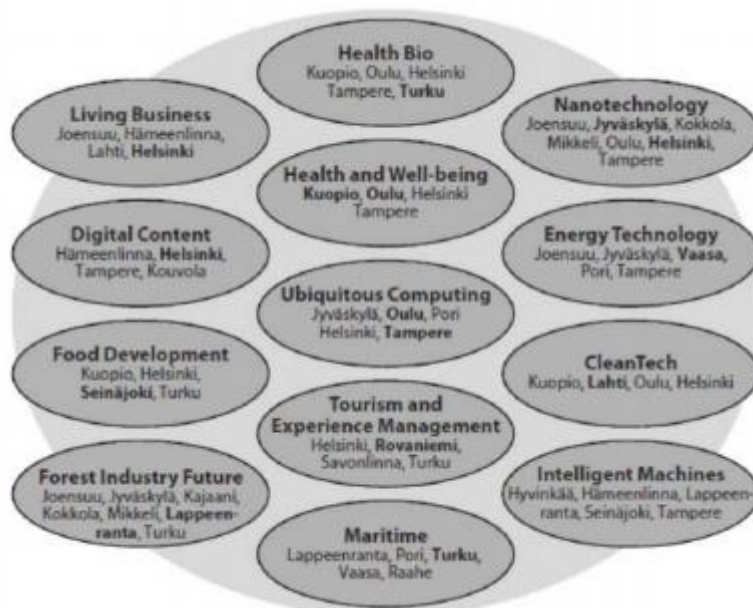 Health Bio
Kuopio, Oulu, Helsinki
Tampere, Turku
Living Business
Joensuu, Hämeenlinna,
Lahti, Helsinki
Nanotechnology
Joensuu, Jyväskylä, Kokkola,
Mikkeli, Oulu, Helsinki,
Tampere
Health and Well-being
Kuopio, Oulu, Helsinki
Tampere
Digital Content
Hämeenlinna, Helsinki,
Tampere, Kouvola
Energy Technology
Joensuu, Jyväskylä, Vaasa,
Pori, Tampere
Ubiquitous Computing
Jyväskylä, Oulu, Pori
Helsinki, Tampere
Food Development
Kuopio, Helsinki,
Seinäjoki, Turku
CleanTech
Kuopio, Lahti, Oulu, Helsinki
Tourism and
Experience Management
Helsinki, Rovaniemi,
Savonlinna, Turku
Forest Industry Future
Joensuu, Jyväskylä, Kajaani,
Kokkola, Mikkeli, Lappeen-
ranta, Turku
Intelligent Machines
Hyvinkää, Hämeenlinna, Lappeen-
ranta, Seinäjoki, Tampere
Maritime
Lappeenranta, Pori, Turku,
Vaasa, Raahe